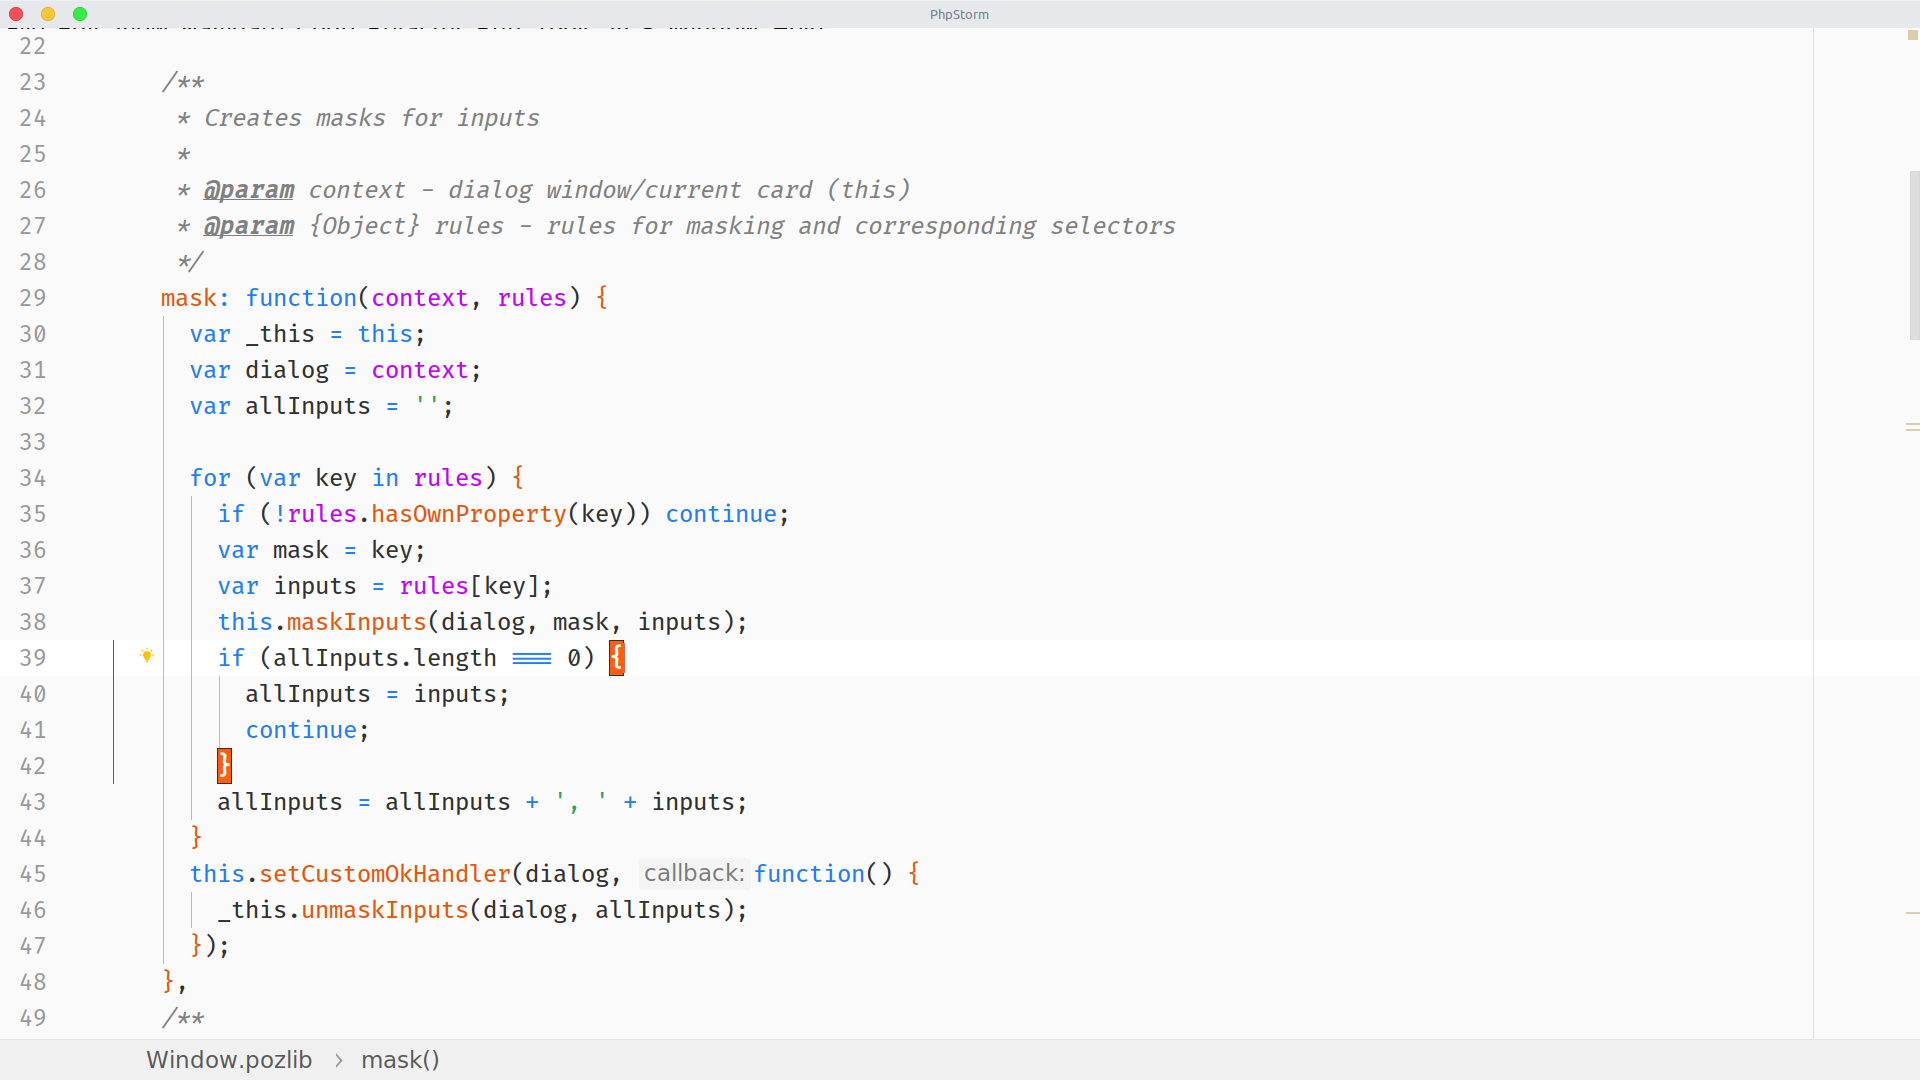 PhpStorm
22
23 /**
24 * Creates masks for inputs
25 *
26 * @param context - dialog window/current card (this)
27 * @param {Object} rules - rules for masking and corresponding selectors
28 */
29 mask: function(context, rules) {
30 var _this = this;
31 var dialog = context;
32 var allInputs = '';
33
34 for (var key in rules) {
35 if (!rules.hasOwnProperty(key)) continue;
36 var mask = key;
37 var inputs = rules[key];
38 this.maskInputs(dialog, mask, inputs);
39 if (allInputs.length === 0) {
40 allInputs = inputs;
41 continue;
42 }
43 allInputs = allInputs + ', ' + inputs;
44 }
45 this.setCustomOkHandler(dialog, callback: function() {
46 _this.unmaskInputs(dialog, allInputs);
47 });
48 },
49 /**
Window.pozlib > mask()